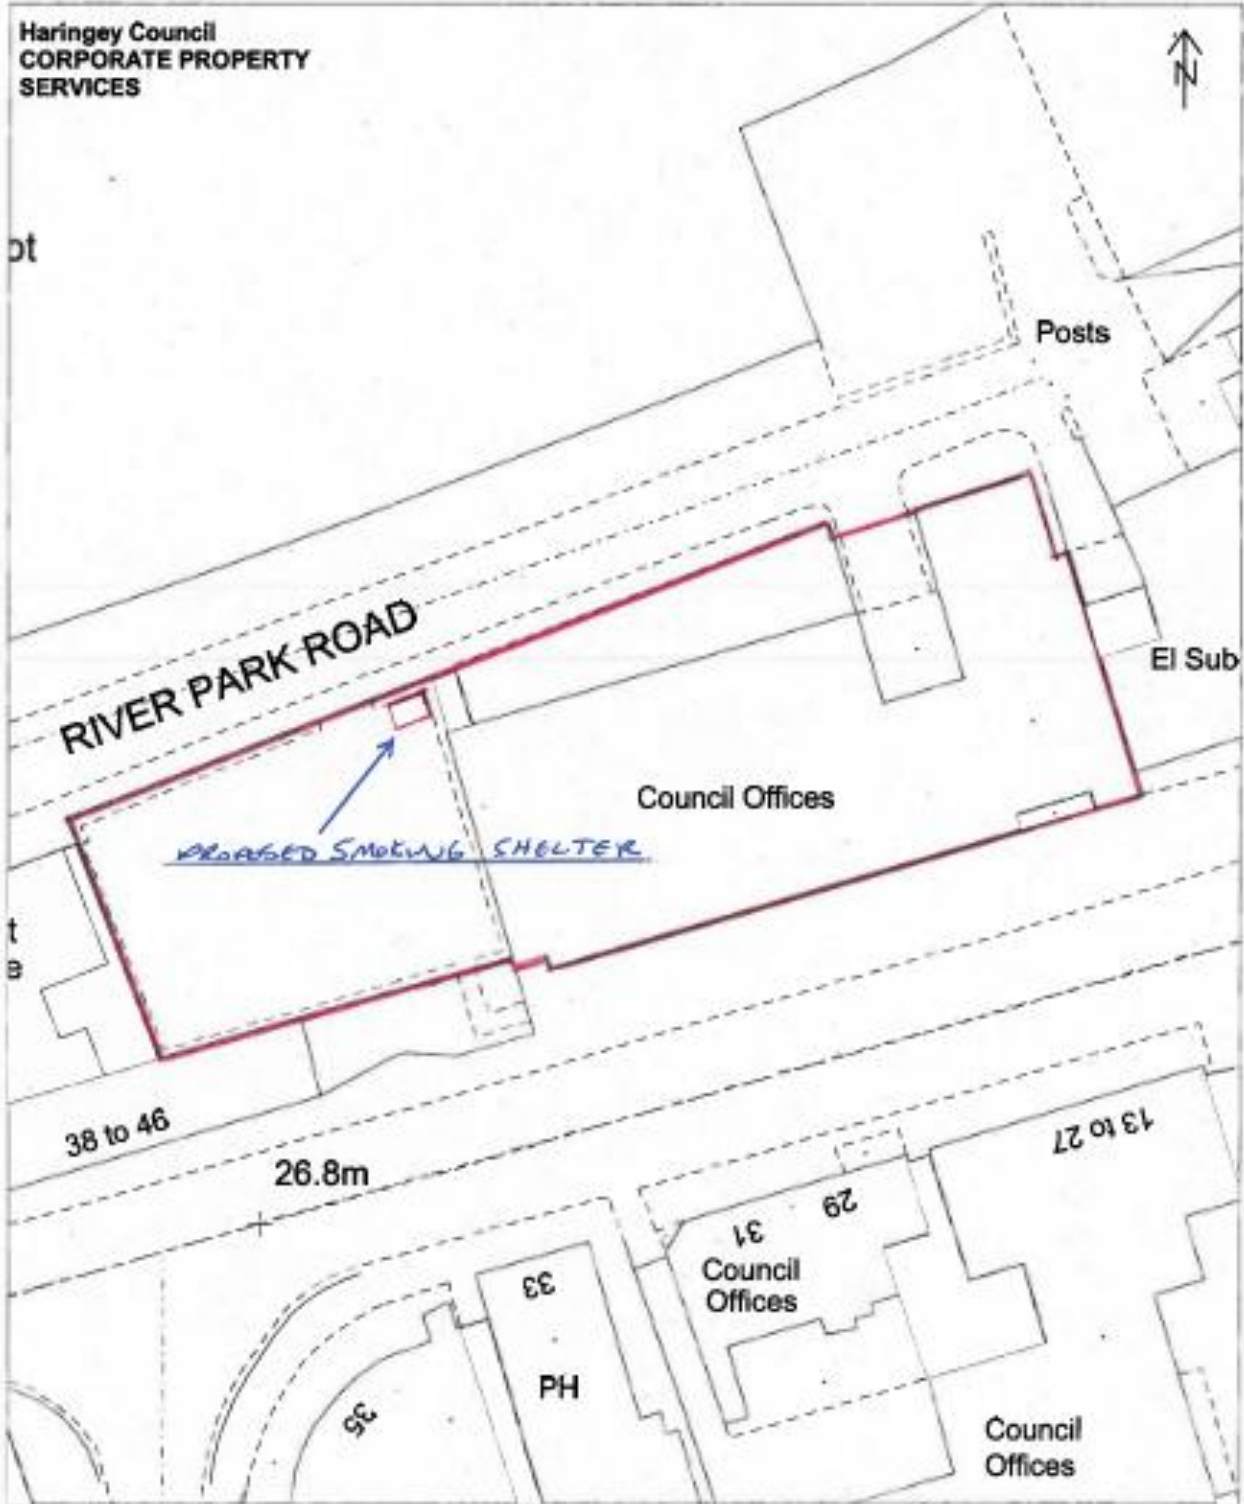 Haringey Council
CORPORATE PROPERTY
SERVICES
N
ot
Posts
RIVER PARK ROAD
El Sub
Council Offices
PROPOSED SMOKING SHELTER
t
e
38 to 46
26.8m
13 to 27
29
31
Council
Offices
33
PH
35
Council
Offices